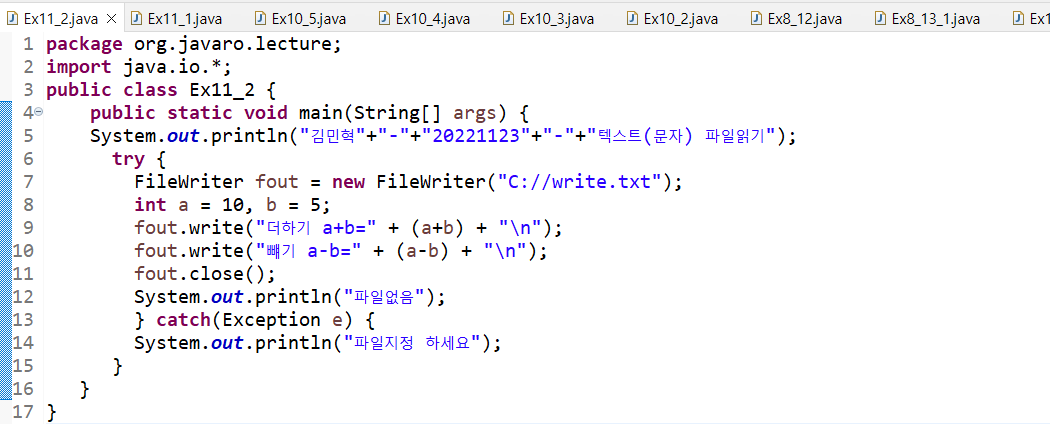 Ex11_2.java Ex11_1.java Ex10_5.java Ex10_4.java Ex10_3.java Ex10_2.java Ex8_12.java Ex8_13_1.java Ex1
1 package org.javaro.lecture;
2 import java.io.*;
3 public class Ex11_2 {
4 public static void main(String[] args) {
5 System.out.println("김민혁"+"-"+"20221123"+"-"+"텍스트(문자) 파일읽기");
6 try {
7 FileWriter fout = new FileWriter("C://write.txt");
8 int a = 10, b = 5;
9 fout.write("더하기 a+b=" + (a+b) + "\n");
10 fout.write("뺴기 a-b=" + (a-b) + "\n");
11 fout.close();
12 System.out.println("파일없음");
13 } catch(Exception e) {
14 System.out.println("파일지정 하세요");
15 }
16 }
17 }